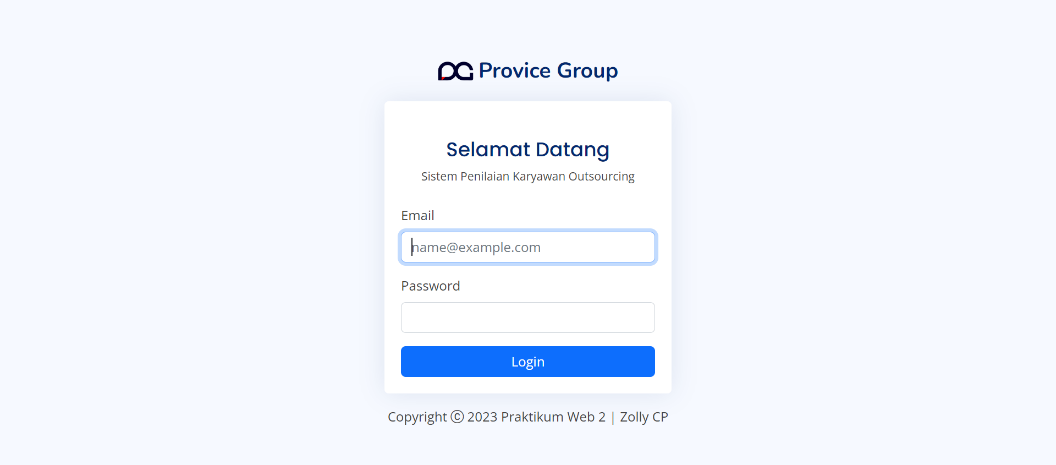 Provice Group
Selamat Datang
Sistem Penilaian Karyawan Outsourcing
Email
name@example.com
Password
Login
Copyright © 2023 Praktikum Web 2 | Zolly CP